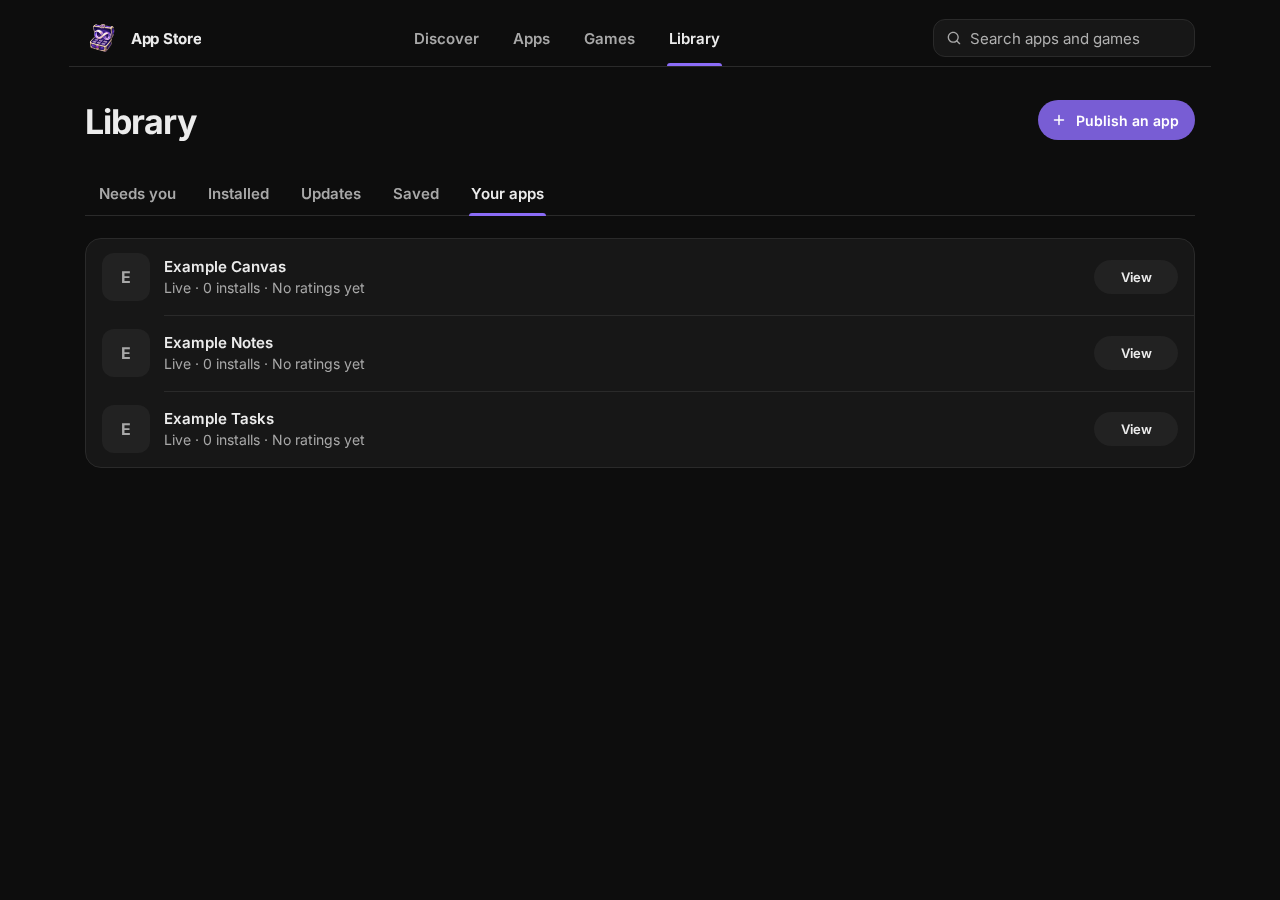 App Store
Discover
Apps
Games
Library
Search apps and games
Library
Publish an app
Needs you
Installed
Updates
Saved
Your apps
E
Example Canvas
Live · 0 installs · No ratings yet
View
E
Example Notes
Live · 0 installs · No ratings yet
View
E
Example Tasks
Live · 0 installs · No ratings yet
View